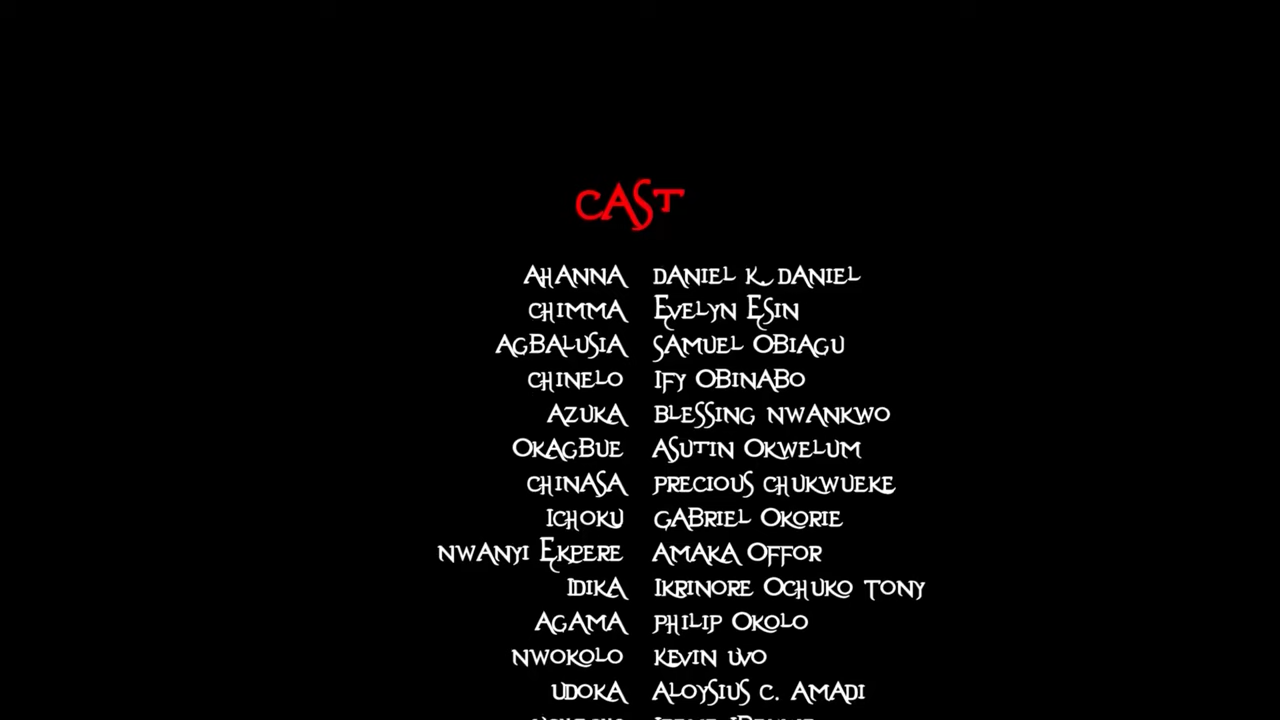 CAST
AHANNA DANIEL K. DANIEL
CHIMMA EVELYN ESIN
AGBALUSIA SAMUEL OBIAGU
CHINELO IFY OBINABO
AZUKA BLESSING NWANKWO
OKAGBUE ASUTIN OKWELUM
CHINASA PRECIOUS CHUKWUEKE
ICHOKU GABRIEL OKORIE
NWANYI EKPERE AMAKA OFFOR
IDIKA IKRINORE OCHUKO TONY
AGAMA PHILIP OKOLO
NWOKOLO KEVIN UVO
UDOKA ALOYSIUS C. AMADI